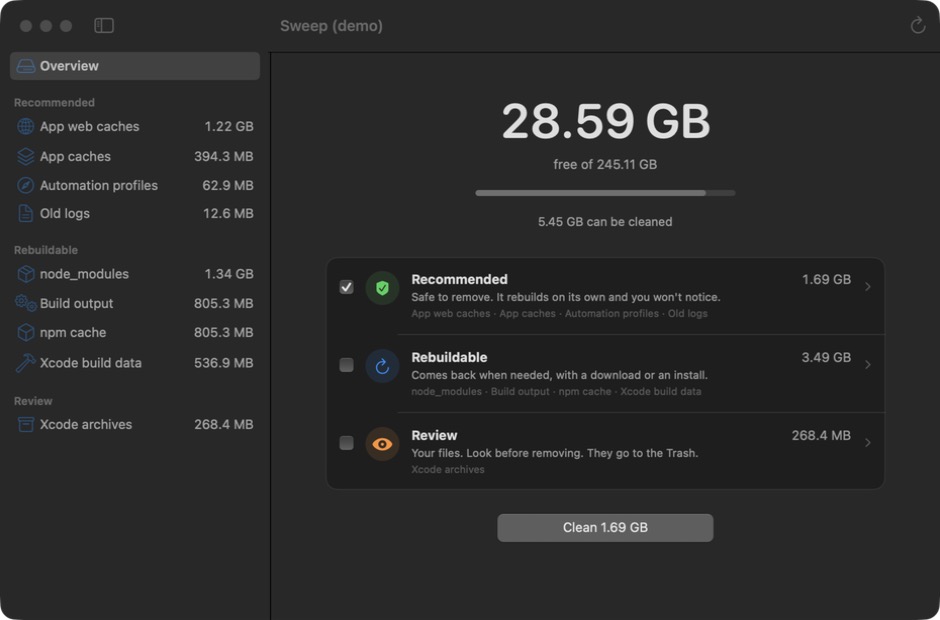 Sweep (demo)
Overview
Recommended
App web caches 1.22 GB
App caches 394.3 MB
Automation profiles 62.9 MB
Old logs 12.6 MB
Rebuildable
node_modules 1.34 GB
Build output 805.3 MB
npm cache 805.3 MB
Xcode build data 536.9 MB
Review
Xcode archives 268.4 MB
28.59 GB
free of 245.11 GB
5.45 GB can be cleaned
Recommended 1.69 GB
Safe to remove. It rebuilds on its own and you won't notice.
App web caches · App caches · Automation profiles · Old logs
Rebuildable 3.49 GB
Comes back when needed, with a download or an install.
node_modules · Build output · npm cache · Xcode build data
Review 268.4 MB
Your files. Look before removing. They go to the Trash.
Xcode archives
Clean 1.69 GB